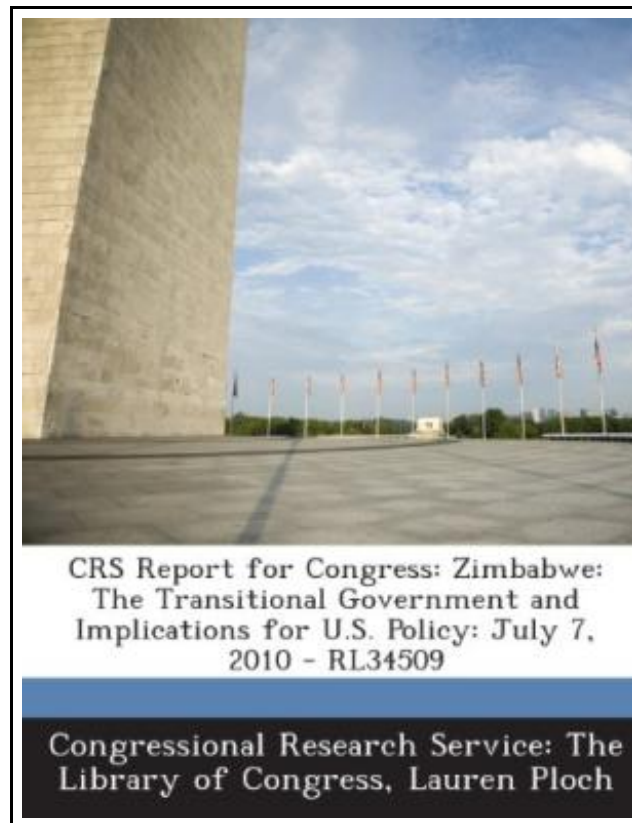 CRS Report for Congress: Zimbabwe:
The Transitional Government and
Implications for U.S. Policy: July 7,
2010 - RL34509
Congressional Research Service: The
Library of Congress, Lauren Ploch